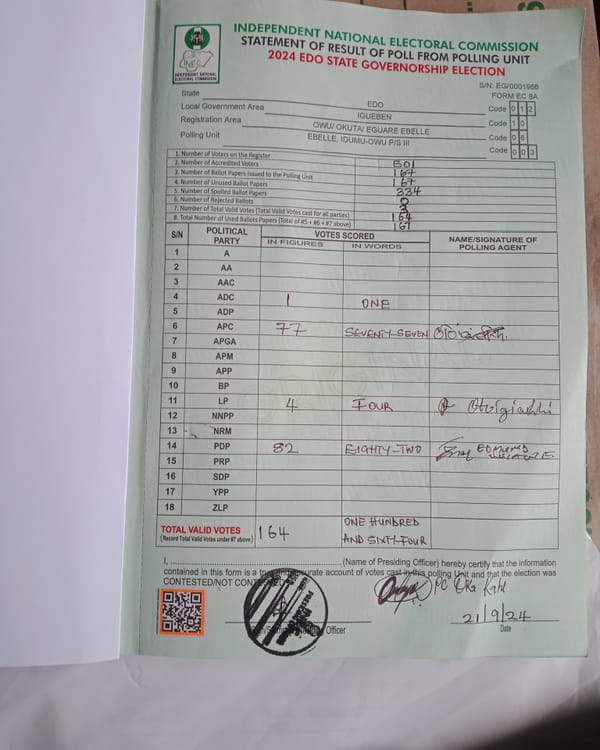 INDEPENDENT NATIONAL ELECTORAL COMMISSION
STATEMENT OF RESULT OF POLL FROM POLLING UNIT
2024 EDO STATE GOVERNORSHIP ELECTION
INEC
INDEPENDENT NATIONAL
ELECTORAL COMMISSION
S/N: EG/0001966
FORM EC 8A
State EDO Code 0 1 2
Local Government Area IGUEBEN Code 1 0
Registration Area OWU/ OKUTA/ EGUARE EBELLE Code 0 6
Polling Unit EBELLE, IDUMU-OWU P/S III Code 0 0 3
1. Number of Voters on the Register 501
2. Number of Accredited Voters 167
3. Number of Ballot Papers Issued to the Polling Unit
4. Number of Unused Ballot Papers 334
5. Number of Spoiled Ballot Papers 0
6. Number of Rejected Ballots 3
7. Number of Total Valid Votes (Total Valid Votes cast for all parties) 164
8. Total Number of Used Ballots Papers (Total of #5 + #6 + #7 above) 167
S/N POLITICAL PARTY VOTES SCORED NAME/SIGNATURE OF POLLING AGENT
IN FIGURES IN WORDS
1 A
2 AA
3 AAC
4 ADC 1 ONE
5 ADP
6 APC 77 SEVENTY-SEVEN
7 APGA
8 APM
9 APP
10 BP
11 LP 4 FOUR
12 NNPP
13 NRM
14 PDP 82 EIGHTY-TWO EDMUND
15 PRP
16 SDP
17 YPP
18 ZLP
TOTAL VALID VOTES 164 ONE HUNDRED
(Record Total Valid Votes under #7 above) AND SIXTY-FOUR
I, (Name of Presiding Officer) hereby certify that the information
contained in this form is a true and accurate account of votes cast in this polling Unit and that the election was
CONTESTED/NOT CONTESTED
PO
Officer
21/9/24
Date